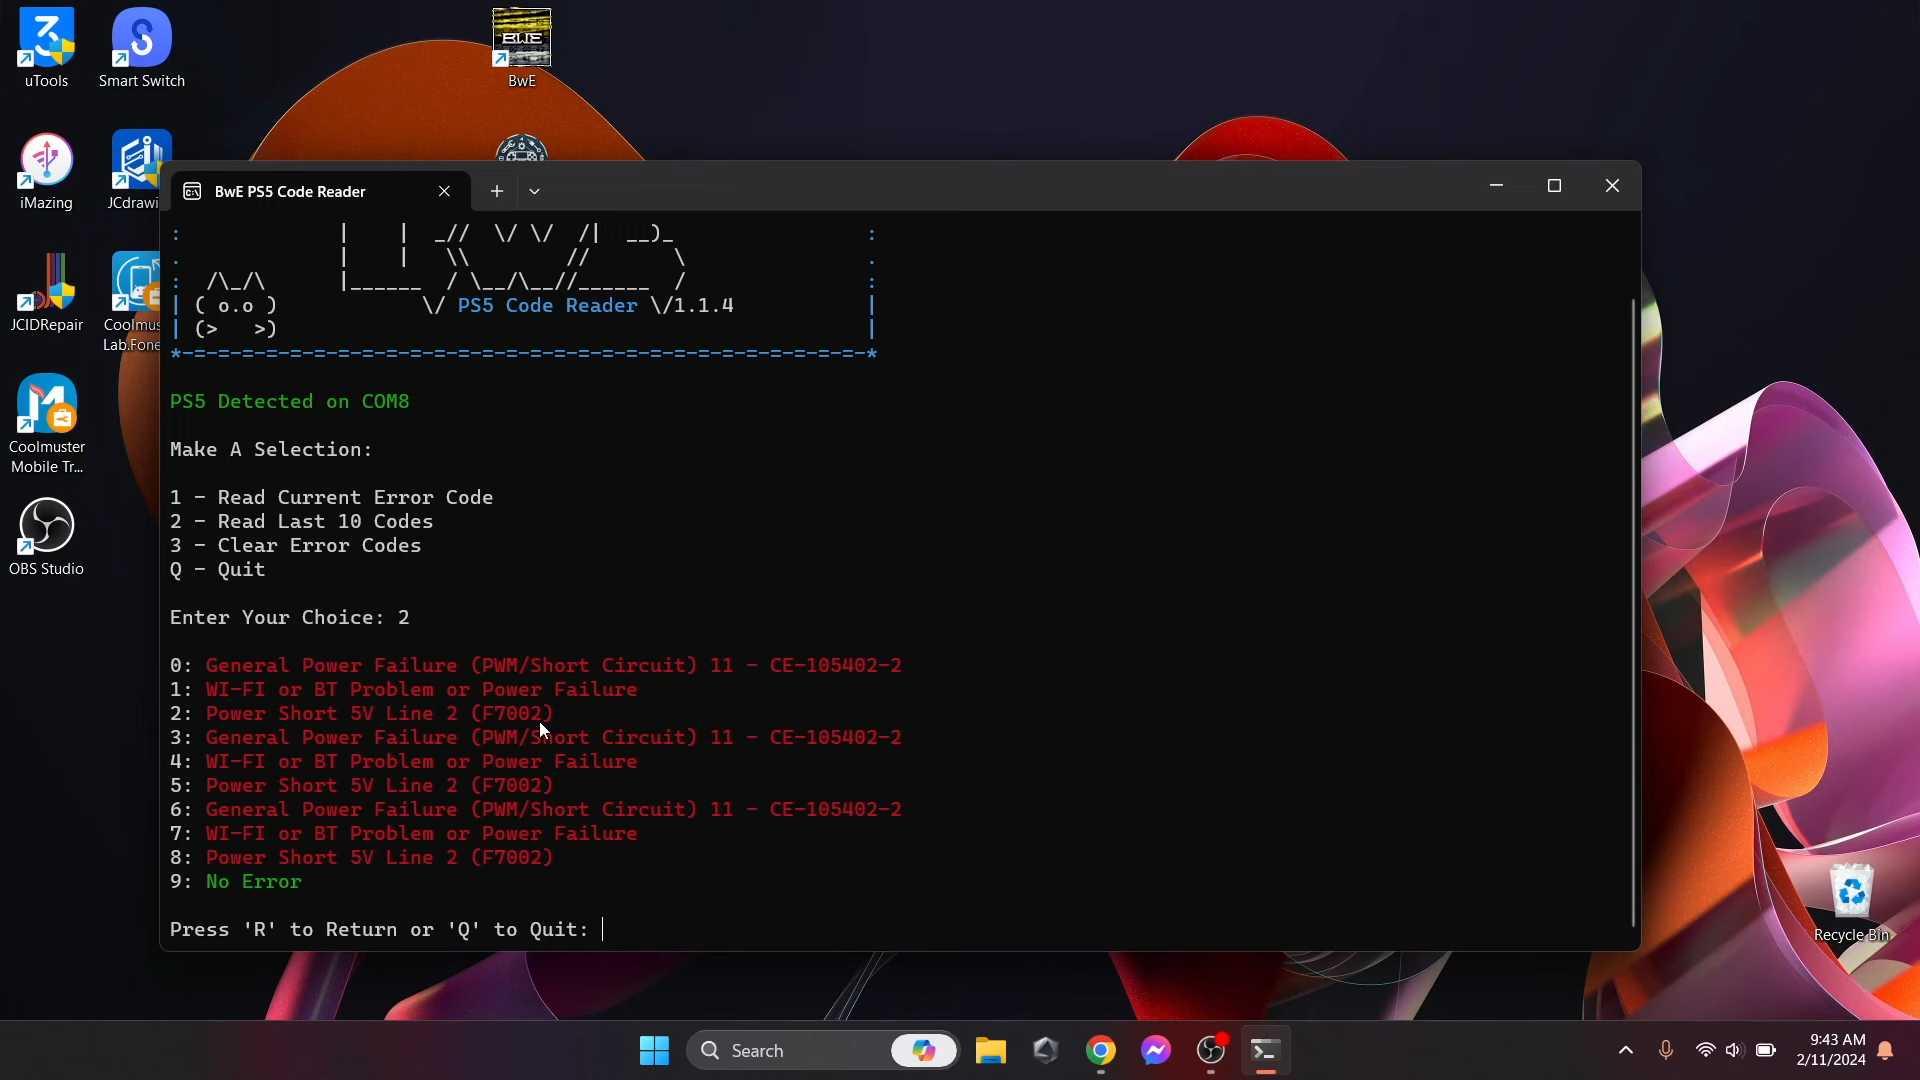 uTools
Smart Switch
BwE
BWE
iMazing
JCdrawi
JCIDRepair
Coolmus
Lab.Fone
Coolmuster
Mobile Tr...
OBS Studio
BwE PS5 Code Reader
PS5 Code Reader \/1.1.4
( o.o )
PS5 Detected on COM8
Make A Selection:
1 - Read Current Error Code
2 - Read Last 10 Codes
3 - Clear Error Codes
Q - Quit
Enter Your Choice: 2
0: General Power Failure (PWM/Short Circuit) 11 - CE-105402-2
1: WI-FI or BT Problem or Power Failure
2: Power Short 5V Line 2 (F7002)
3: General Power Failure (PWM/Short Circuit) 11 - CE-105402-2
4: WI-FI or BT Problem or Power Failure
5: Power Short 5V Line 2 (F7002)
6: General Power Failure (PWM/Short Circuit) 11 - CE-105402-2
7: WI-FI or BT Problem or Power Failure
8: Power Short 5V Line 2 (F7002)
9: No Error
Press 'R' to Return or 'Q' to Quit:
Recycle Bin
Search
9:43 AM
2/11/2024